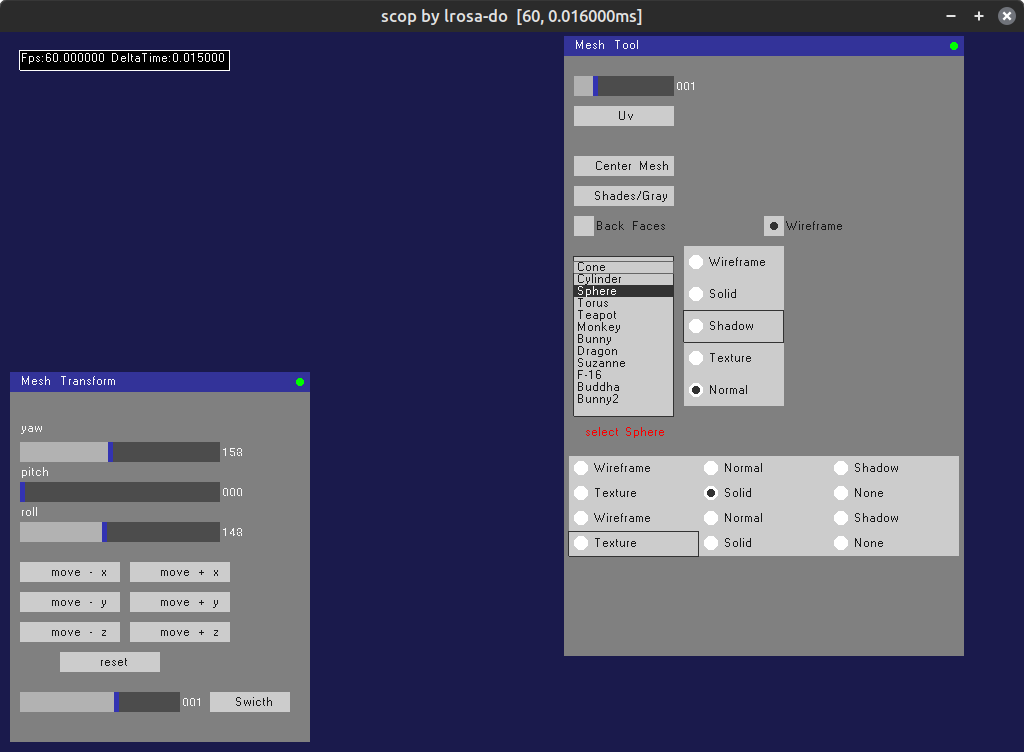 scop by lrosa-do [60, 0.016000ms]
Fps:60.000000 DeltaTime:0.015000
Mesh Tool
001
Uv
Center Mesh
Shades/Gray
Back Faces
Wireframe
Cone
Cylinder
Sphere
Torus
Teapot
Monkey
Bunny
Dragon
Suzanne
F-16
Buddha
Bunny2
Wireframe
Solid
Shadow
Texture
Normal
select Sphere
Wireframe Normal Shadow
Texture Solid None
Wireframe Normal Shadow
Texture Solid None
Mesh Transform
yaw
158
pitch
000
roll
148
move - x move + x
move - y move + y
move - z move + z
reset
001 Swicth